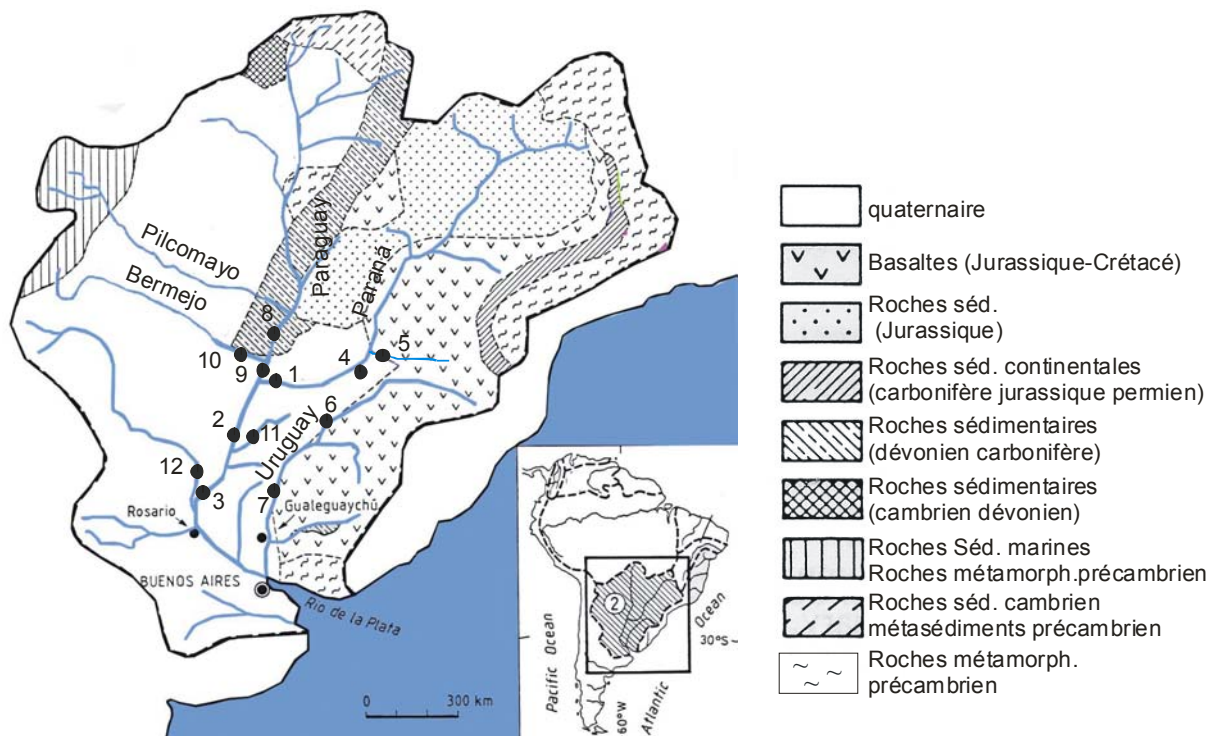 Pilcomayo
Bermejo
Paraguay
Parana
8
10
9
1
4
5
2
11
6
Uruguay
12
3
7
Gualeguaychú
Rosario
BUENOS AIRES
Rio de la Plata
0 300 km
2
Pacific Ocean
60°W
Atlantic
Ocean
30°S
quaternaire
Basaltes (Jurassique-Crétacé)
Roches séd.
(Jurassique)
Roches séd. continentales
(carbonifère jurassique permien)
Roches sédimentaires
(dévonien carbonifère)
Roches sédimentaires
(cambrien dévonien)
Roches Séd. marines
Roches métamorph.précambrien
Roches séd. cambrien
métasédiments précambrien
Roches métamorph.
précambrien